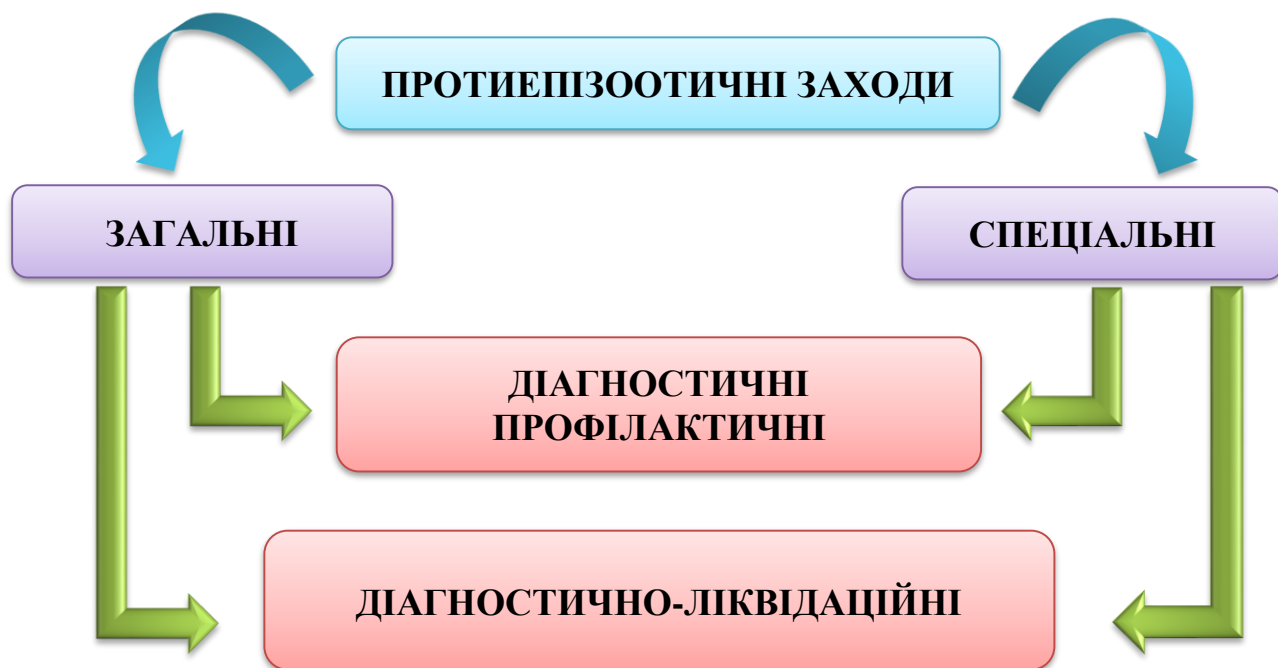 ПРОТИЕПІЗООТИЧНІ ЗАХОДИ
ЗАГАЛЬНІ
СПЕЦІАЛЬНІ
ДІАГНОСТИЧНІ
ПРОФІЛАКТИЧНІ
ДІАГНОСТИЧНО-ЛІКВІДАЦІЙНІ